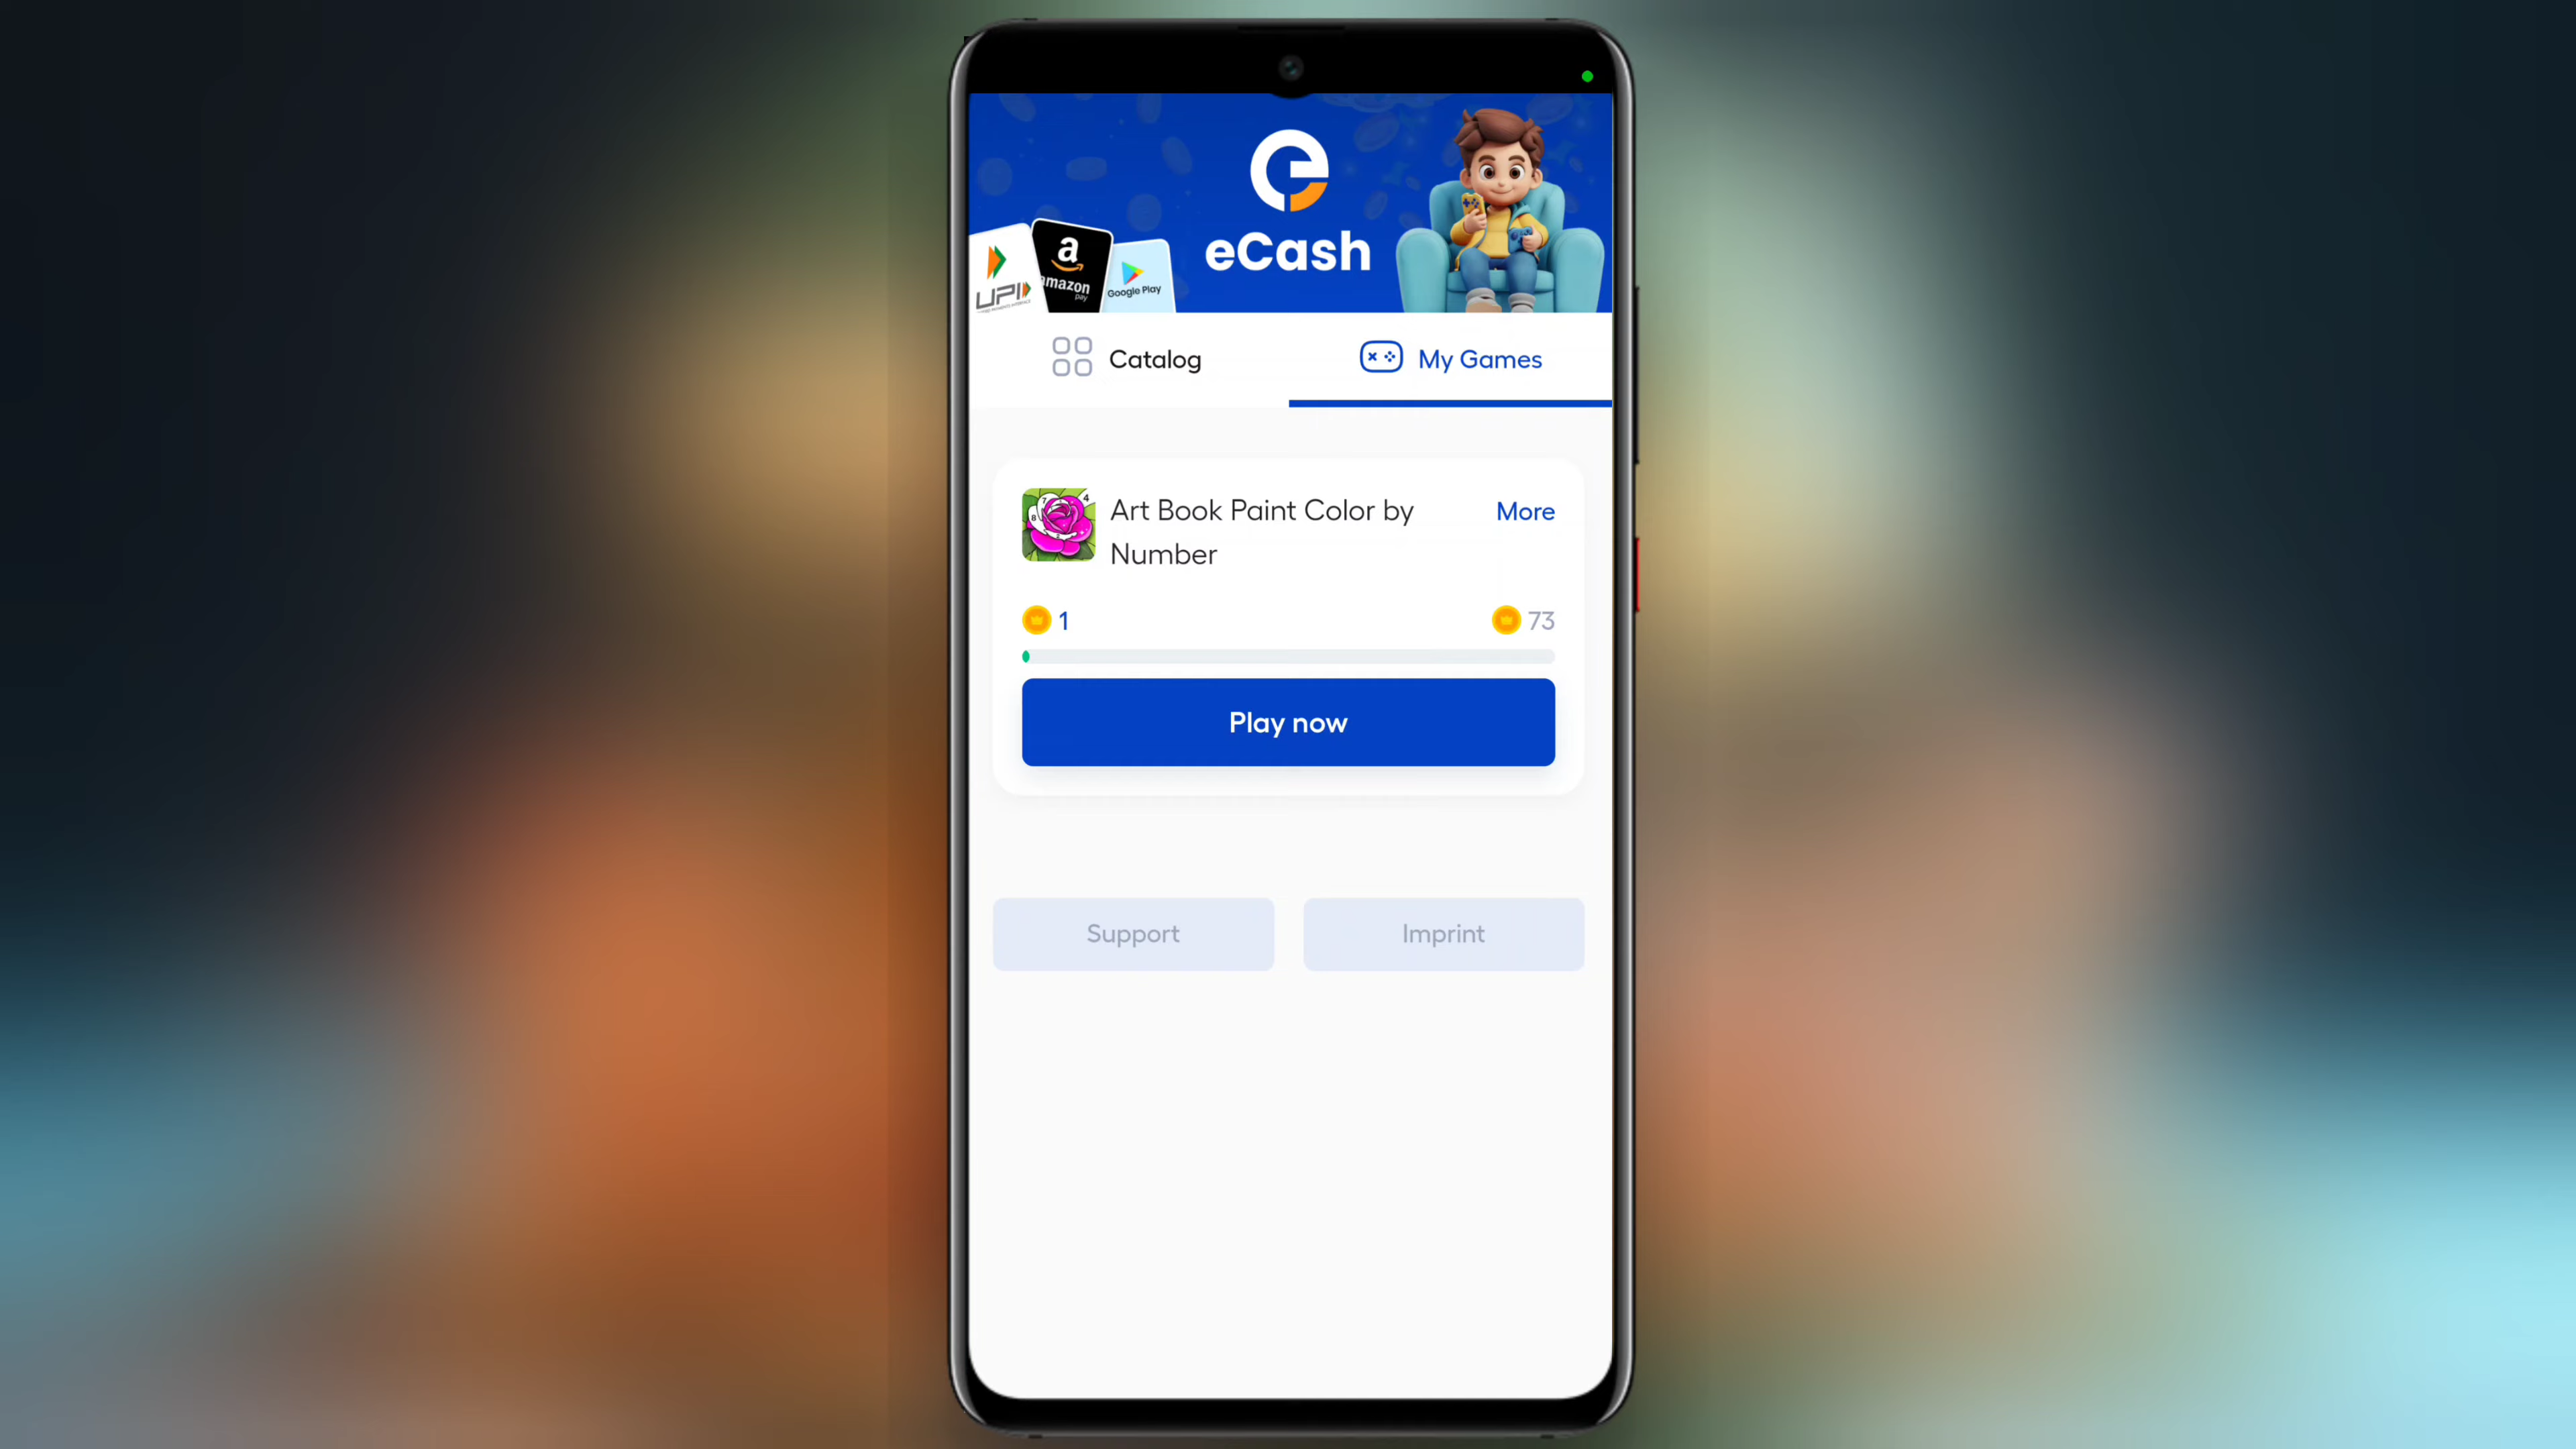 eCash
UPI
a
amazon
pay
Google Play
Catalog
My Games
Art Book Paint Color by
Number
More
1
73
Play now
Support
Imprint